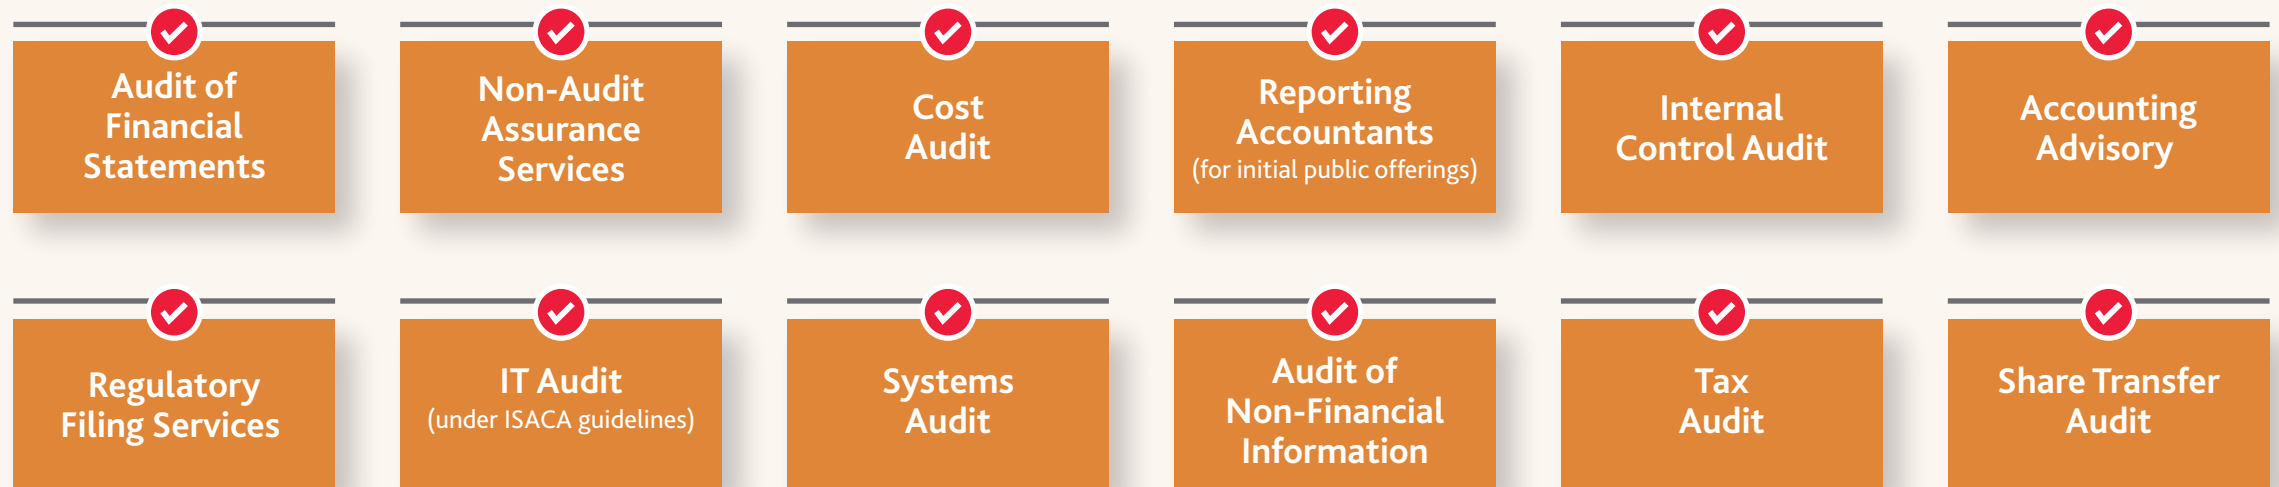 Audit of
Financial
Statements
Non-Audit
Assurance
Services
Cost
Audit
Reporting
Accountants
(for initial public offerings)
Internal
Control Audit
Accounting
Advisory
Regulatory
Filing Services
IT Audit
(under ISACA guidelines)
Systems
Audit
Audit of
Non-Financial
Information
Tax
Audit
Share Transfer
Audit